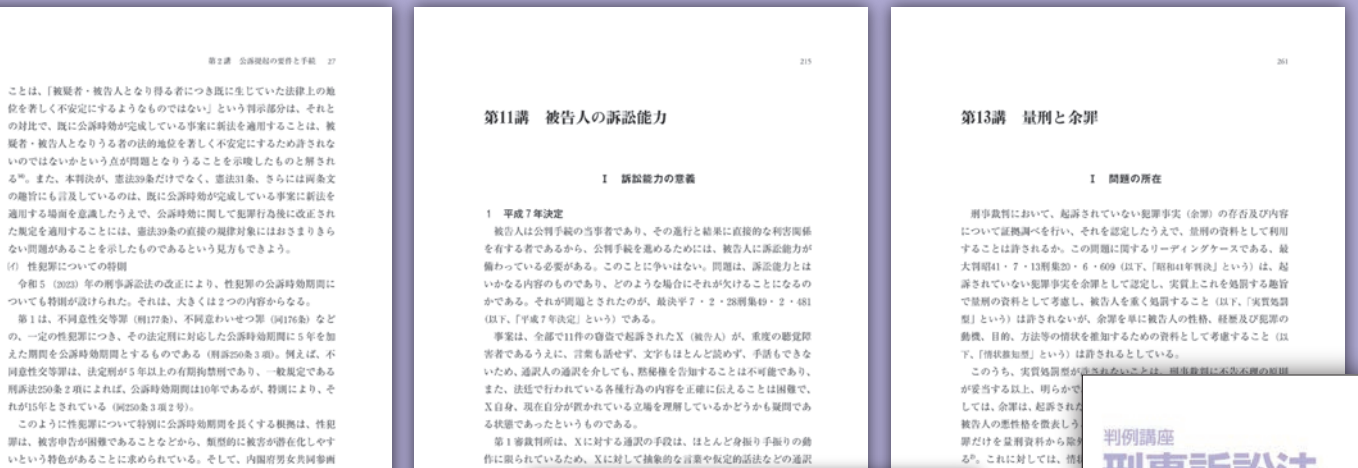 第2講　公訴提起の要件と手続　27
ことは、「被疑者・被告人となり得る者につき既に生じていた法律上の地
位を著しく不安定にするようなものではない」という判示部分は、それと
の対比で、既に公訴時効が完成している事案に新法を適用することは、被
疑者・被告人となりうる者の法的地位を著しく不安定にするため許されな
いのではないかという点が問題となりうることを示唆したものと解され
る。また、本判決が、憲法39条だけでなく、憲法31条、さらには両条文
の趣旨にも言及しているのは、既に公訴時効が完成している事案に新法を
適用する場面を意識したうえで、公訴時効に関して犯罪行為後に改正され
た規定を適用することには、憲法39条の直接の規律対象にはおさまりきら
ない問題があることを示したものであるという見方もできよう。
(イ) 性犯罪についての特則
令和5 (2023) 年の刑事訴訟法の改正により、性犯罪の公訴時効期間に
ついても特則が設けられた。それは、大きくは2つの内容からなる。
第1は、不同意性交等罪 (刑177条)、不同意わいせつ罪 (同176条) など
の、一定の性犯罪につき、その法定刑に対応した公訴時効期間に5年を加
えた期間を公訴時効期間とするものである (刑訴250条3項)。例えば、不
同意性交等罪は、法定刑が5年以上の有期拘禁刑であり、一般規定である
刑訴法250条2項によれば、公訴時効期間は10年であるが、特則により、そ
れが15年とされている (同250条3項2号)。
このように性犯罪について特別に公訴時効期間を長くする根拠は、性犯
罪は、被害申告が困難であることなどから、類型的に被害が潜在化しやす
いという特色があることに求められている。そして、内閣府男女共同参画
215
第11講　被告人の訴訟能力
Ⅰ　訴訟能力の意義
1　平成7年決定
被告人は公判手続の当事者であり、その進行と結果に直接的な利害関係
を有する者であるから、公判手続を進めるためには、被告人に訴訟能力が
備わっている必要がある。このことに争いはない。問題は、訴訟能力とは
いかなる内容のものであり、どのような場合にそれが欠けることになるの
かである。それが問題とされたのが、最決平7・2・28刑集49・2・481
(以下、「平成7年決定」という) である。
事案は、全部で11件の窃盗で起訴されたX (被告人) が、重度の聴覚障
害者であるうえに、言葉も話せず、文字もほとんど読めず、手話もできな
いため、通訳人の通訳を介しても、黙秘権を告知することは不可能であり、
また、法廷で行われている各種行為の内容を正確に伝えることは困難で、
X自身、現在自分が置かれている立場を理解しているかどうかも疑問であ
る状態であったというものである。
第1審裁判所は、Xに対する通訳の手段は、ほとんど身振り手振りの動
作に限られているため、Xに対して抽象的な言葉や仮定的話法などの通訳
261
第13講　量刑と余罪
Ⅰ　問題の所在
刑事裁判において、起訴されていない犯罪事実 (余罪) の存否及び内容
について証拠調べを行い、それを認定したうえで、量刑の資料として利用
することは許されるか。この問題に関するリーディングケースである、最
大判昭41・7・13刑集20・6・609 (以下、「昭和41年判決」という) は、起
訴されていない犯罪事実を余罪として認定し、実質上これを処罰する趣旨
で量刑の資料として考慮し、被告人を重く処罰すること (以下、「実質処罰
型」という) は許されないが、余罪を単に被告人の性格、経歴及び犯罪の
動機、目的、方法等の情状を推知するための資料として考慮すること (以
下、「情状推知型」という) は許されるとしている。
このうち、実質処罰型が許されないことは、刑事裁判に不告不理の原則
が妥当する以上、明らかで
しては、余罪は、起訴された
被告人の悪性格を徴表しう
罪だけを量刑資料から除外
る。これに対しては、情状
判例講座
刑事訴訟法